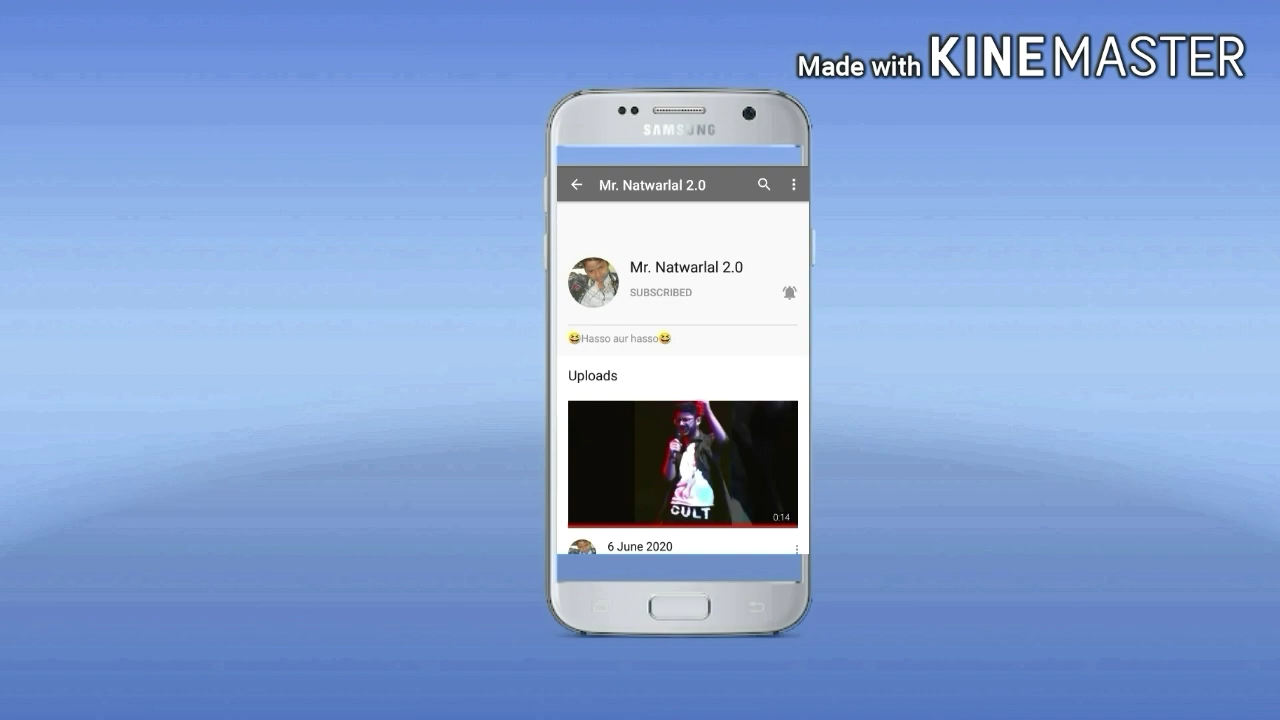 Made with KINEMASTER
SAMSUNG
Mr. Natwarlal 2.0
Mr. Natwarlal 2.0
SUBSCRIBED
😆Hasso aur hasso😆
Uploads
CULT
0:14
6 June 2020